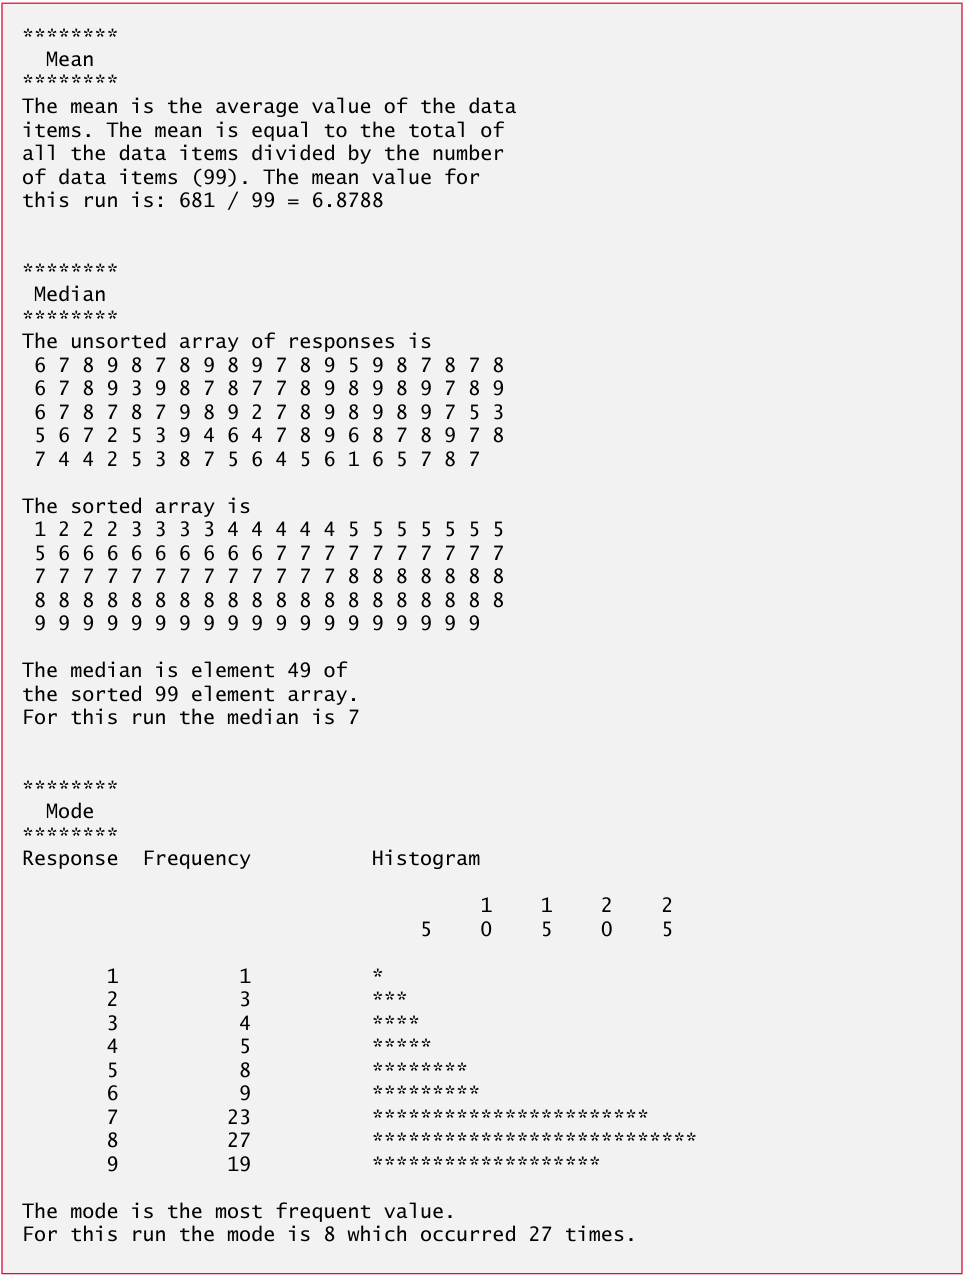 ********
Mean
********
The mean is the average value of the data
items. The mean is equal to the total of
all the data items divided by the number
of data items (99). The mean value for
this run is: 681 / 99 = 6.8788
********
Median
********
The unsorted array of responses is
6 7 8 9 8 7 8 9 8 9 7 8 9 5 9 8 7 8 7 8
6 7 8 9 3 9 8 7 8 7 7 8 9 8 9 8 9 7 8 9
6 7 8 7 8 7 9 8 9 2 7 8 9 8 9 8 9 7 5 3
5 6 7 2 5 3 9 4 6 4 7 8 9 6 8 7 8 9 7 8
7 4 4 2 5 3 8 7 5 6 4 5 6 1 6 5 7 8 7
The sorted array is
1 2 2 2 3 3 3 3 4 4 4 4 4 5 5 5 5 5 5 5
5 6 6 6 6 6 6 6 6 6 7 7 7 7 7 7 7 7 7 7
7 7 7 7 7 7 7 7 7 7 7 7 7 8 8 8 8 8 8 8
8 8 8 8 8 8 8 8 8 8 8 8 8 8 8 8 8 8 8 8
9 9 9 9 9 9 9 9 9 9 9 9 9 9 9 9 9 9 9
The median is element 49 of
the sorted 99 element array.
For this run the median is 7
********
Mode
********
Response Frequency Histogram
1 1 2 2
5 0 5 0 5
1 1 *
2 3 ***
3 4 ****
4 5 *****
5 8 ********
6 9 *********
7 23 ***********************
8 27 ***************************
9 19 *******************
The mode is the most frequent value.
For this run the mode is 8 which occurred 27 times.